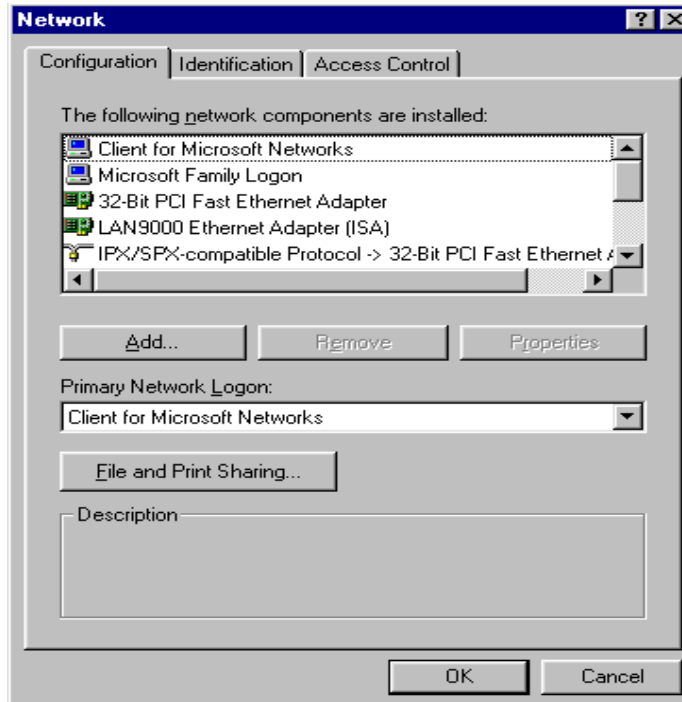 Network
Configuration Identification Access Control
The following network components are installed:
Client for Microsoft Networks
Microsoft Family Logon
32-Bit PCI Fast Ethernet Adapter
LAN9000 Ethernet Adapter (ISA)
IPX/SPX-compatible Protocol -> 32-Bit PCI Fast Ethernet
Add... Remove Properties
Primary Network Logon:
Client for Microsoft Networks
File and Print Sharing...
Description
OK Cancel